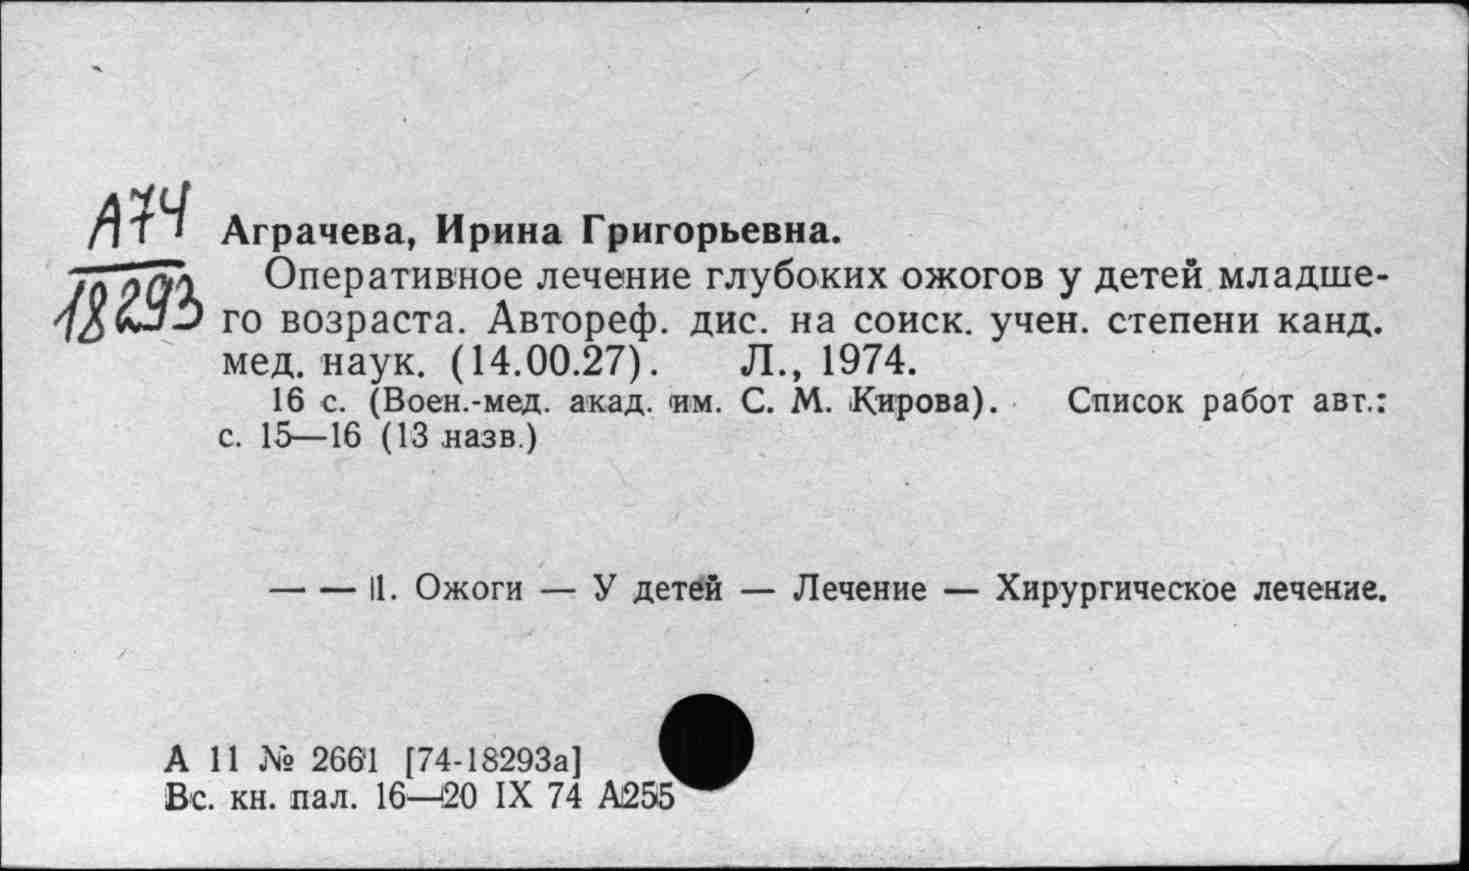 А74
18293
Аграчева, Ирина Григорьевна.
Оперативное лечение глубоких ожогов у детей младше-
го возраста. Автореф. дис. на соиск. учен. степени канд.
мед. наук. (14.00.27). Л., 1974.
16 с. (Воен.-мед. акад. им. С. М. Кирова). Список работ авт.:
с. 15—16 (13 назв.)
— — 1. Ожоги — У детей — Лечение — Хирургическое лечение.
А 11 № 2661 [74-18293а]
Вс. кн. пал. 16—20 IX 74 А255